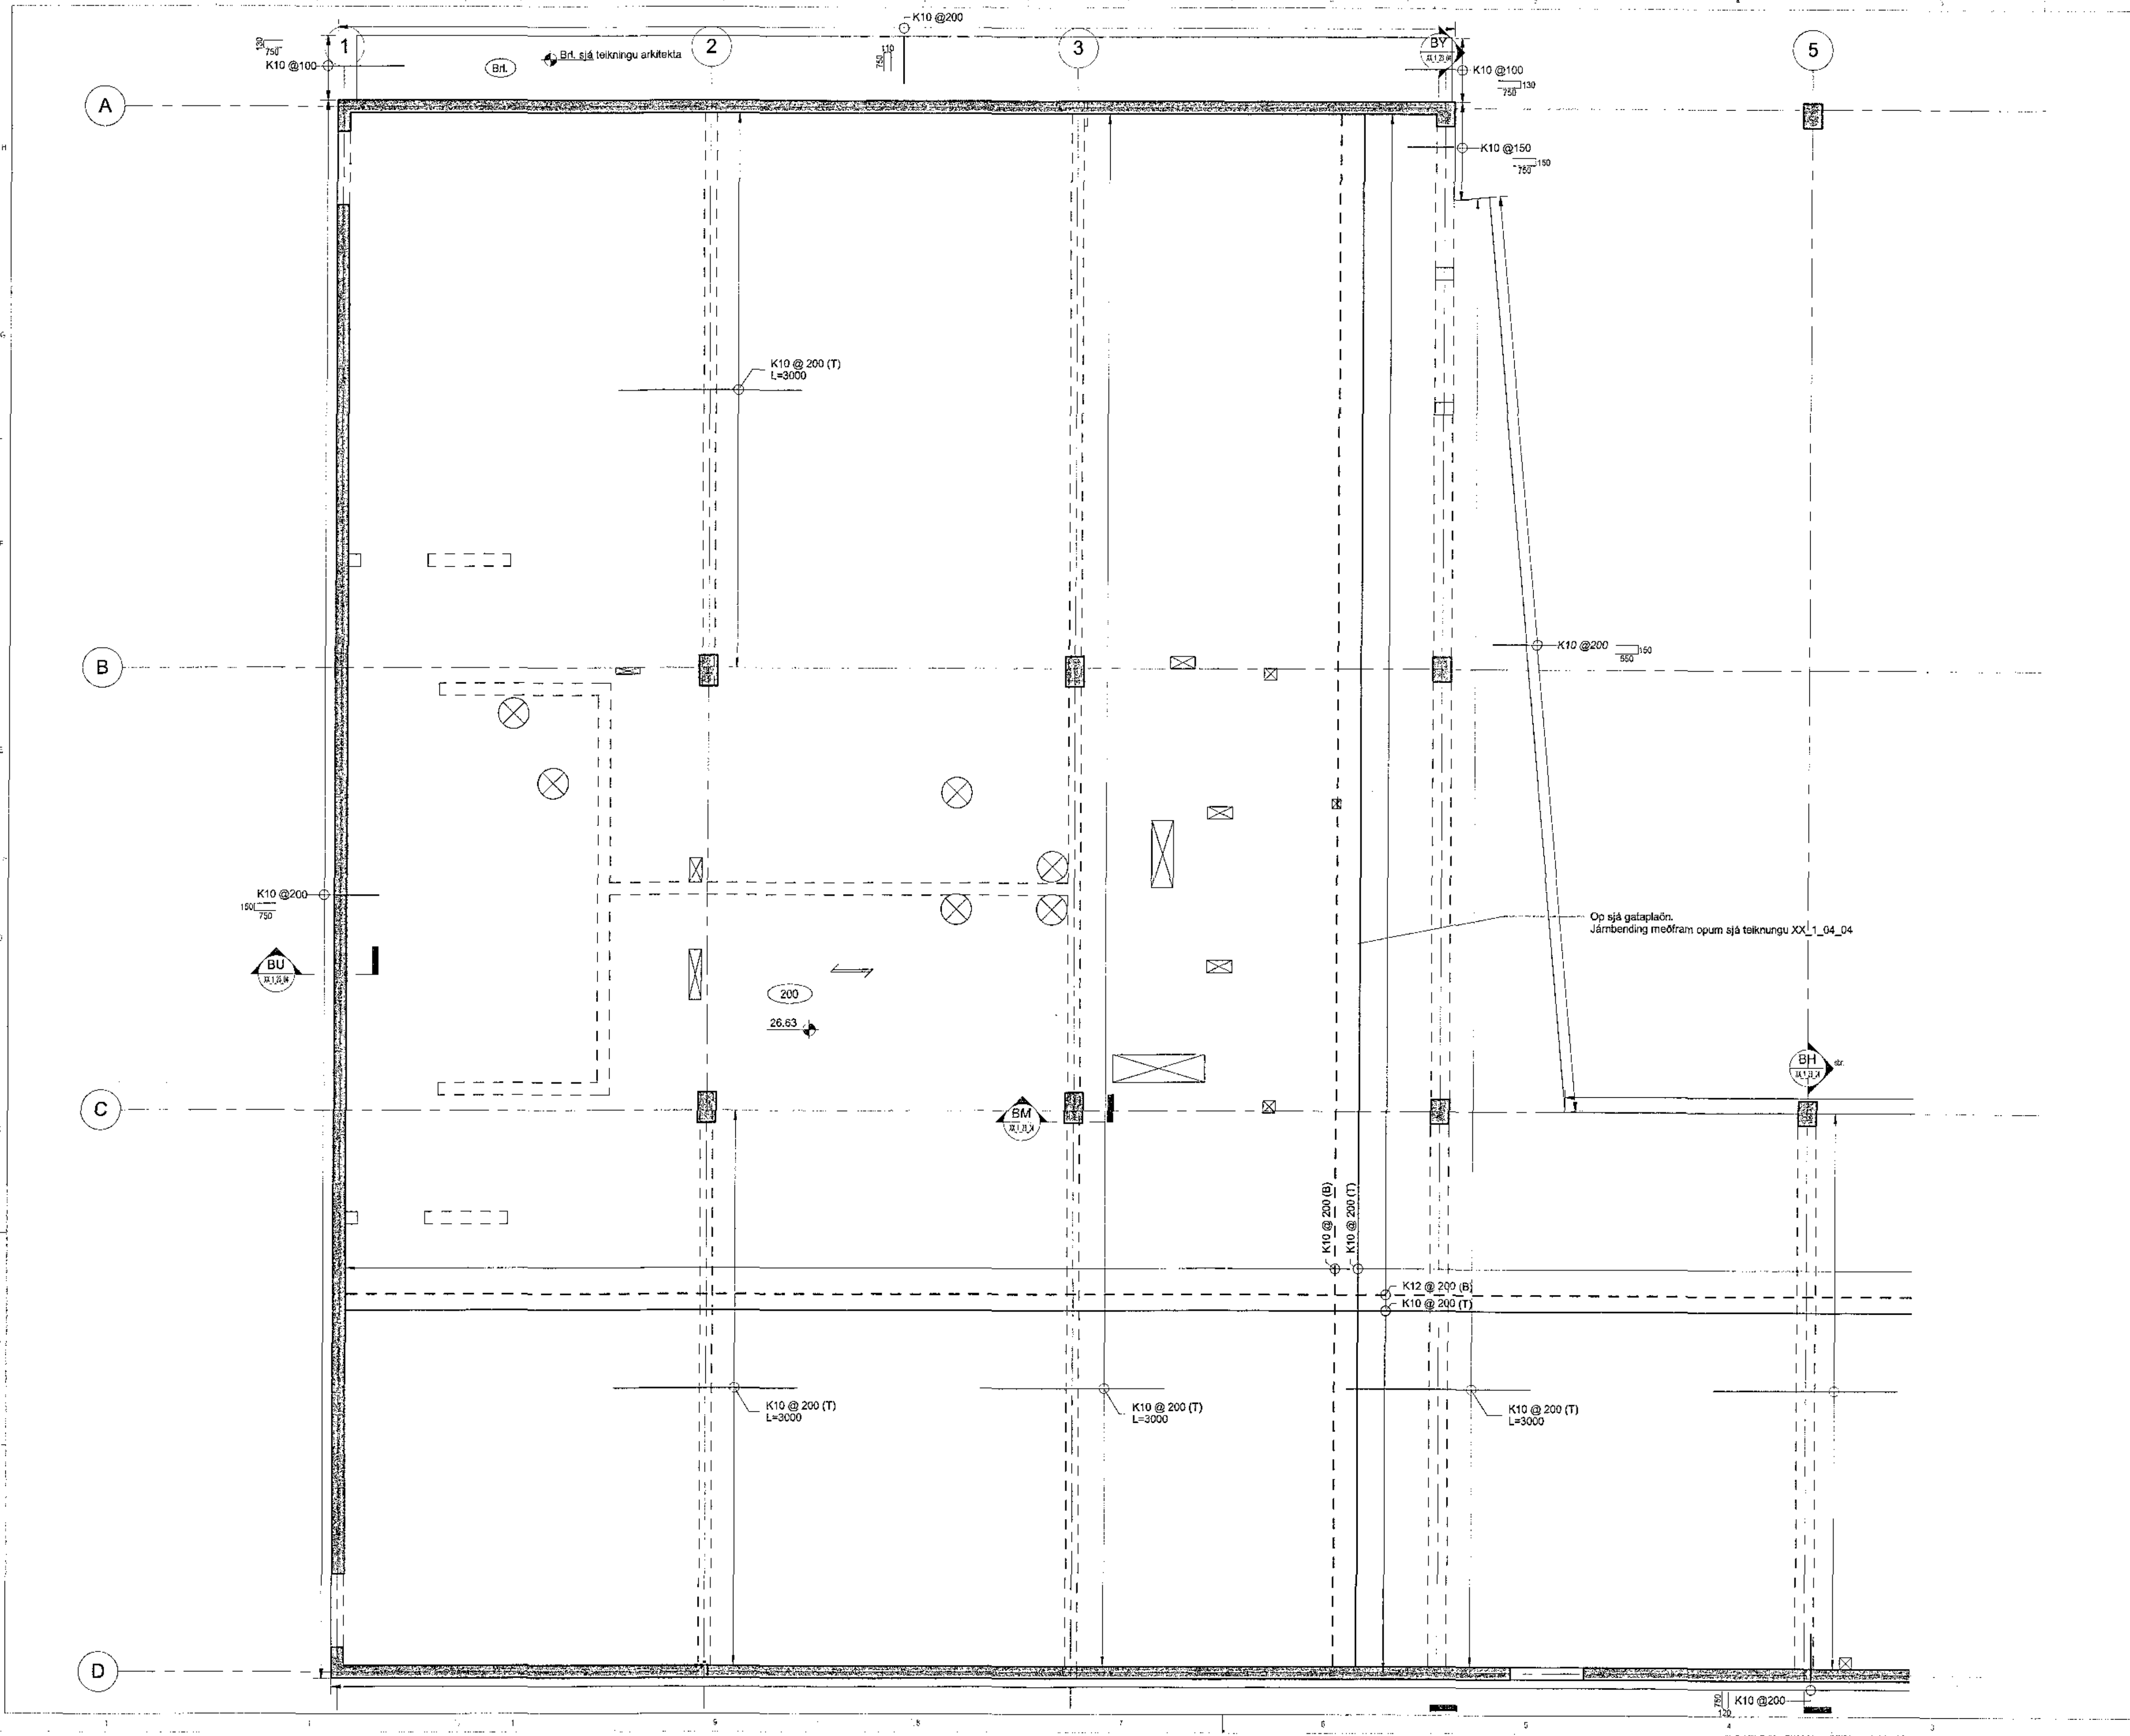 K10 @200
1
2
3
BY
5
130
750
K10 @100
Brl.
Brl. sjá teikningu arkitekta
110
750
K10 @100
750
130
A
K10 @150
750
150
K10 @ 200 (T)
L=3000
B
K10 @200
550
150
K10 @200
150
750
Op sjá gataplaön.
Járnbending meðfram opum sjá teiknungu XX_1_04_04
BU
200
26.63
BH
C
BM
K10 @ 200 (B)
K10 @ 200 (T)
K12 @ 200 (B)
K10 @ 200 (T)
K10 @ 200 (T)
L=3000
K10 @ 200 (T)
L=3000
K10 @ 200 (T)
L=3000
D
750
120
K10 @200